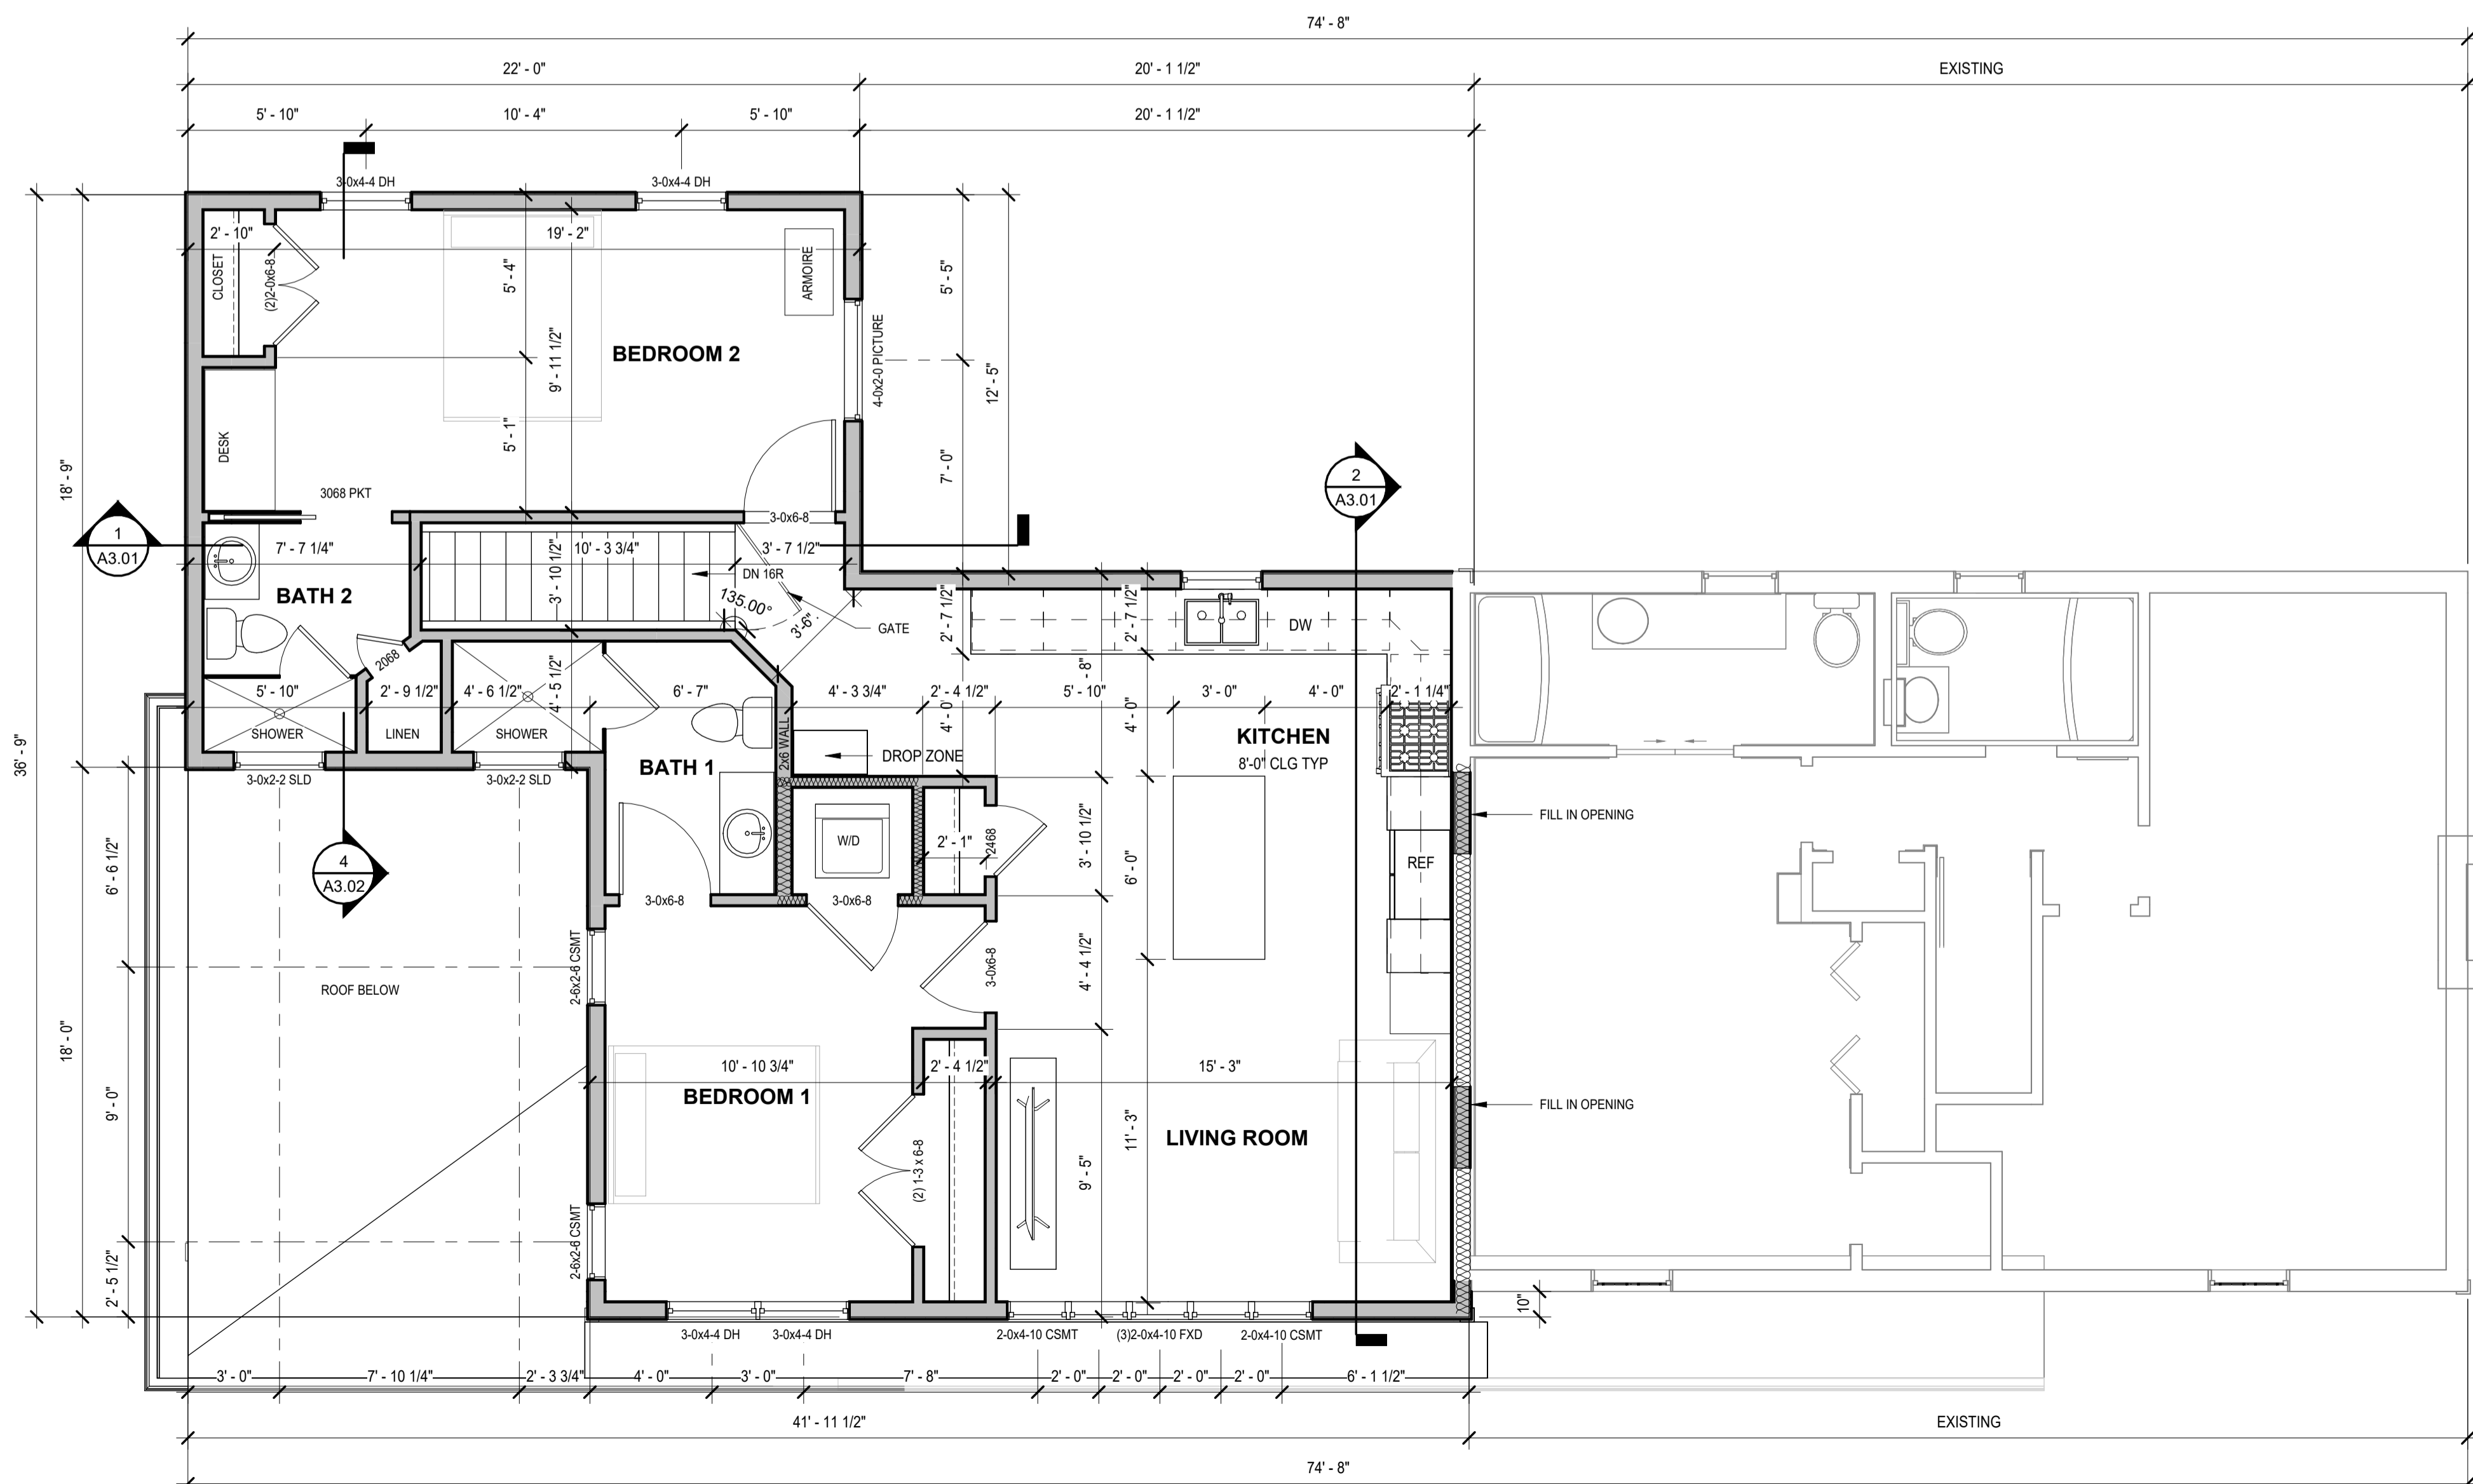 74' - 8"
22' - 0"
20' - 1 1/2"
EXISTING
5' - 10"
10' - 4"
5' - 10"
20' - 1 1/2"
3-0x4-4 DH
3-0x4-4 DH
2' - 10"
19' - 2"
CLOSET
(2)2-0x6-8
5' - 4"
ARMOIRE
5' - 5"
9' - 11 1/2"
BEDROOM 2
4-0x2-0 PICTURE
12' - 5"
DESK
5' - 1"
7' - 0"
18' - 9"
3068 PKT
2
A3.01
1
A3.01
3-0x6-8
7' - 7 1/4"
10' - 3 3/4"
3' - 7 1/2"
3' - 10 1/2"
DN 16R
BATH 2
135.00°
3'-6"
GATE
2' - 7 1/2"
2' - 7 1/2"
DW
2068
5' - 10"
2' - 9 1/2"
4' - 6 1/2"
4' - 5 1/2"
6' - 7"
4' - 3 3/4"
2' - 4 1/2"
5' - 10"
3' - 0"
4' - 0"
2' - 1 1/4"
- 8"
4' - 0"
4' - 0"
SHOWER
LINEN
SHOWER
2x6 WALL
DROP ZONE
KITCHEN
8'-0" CLG TYP
36' - 9"
3-0x2-2 SLD
3-0x2-2 SLD
BATH 1
FILL IN OPENING
W/D
2' - 1"
2468
3' - 10 1/2"
6' - 0"
REF
6' - 6 1/2"
4
A3.02
3-0x6-8
3-0x6-8
2-6x2-6 CSMT
3-0x6-8
4' - 4 1/2"
ROOF BELOW
18' - 0"
10' - 10 3/4"
2' - 4 1/2"
15' - 3"
BEDROOM 1
9' - 0"
FILL IN OPENING
11' - 3"
LIVING ROOM
(2) 1-3 x 6-8
9' - 5"
2-6x2-6 CSMT
2' - 5 1/2"
10"
3-0x4-4 DH
3-0x4-4 DH
2-0x4-10 CSMT
(3)2-0x4-10 FXD
2-0x4-10 CSMT
3' - 0"
7' - 10 1/4"
2' - 3 3/4"
4' - 0"
3' - 0"
7' - 8"
2' - 0"
2' - 0"
2' - 0"
2' - 0"
6' - 1 1/2"
41' - 11 1/2"
EXISTING
74' - 8"